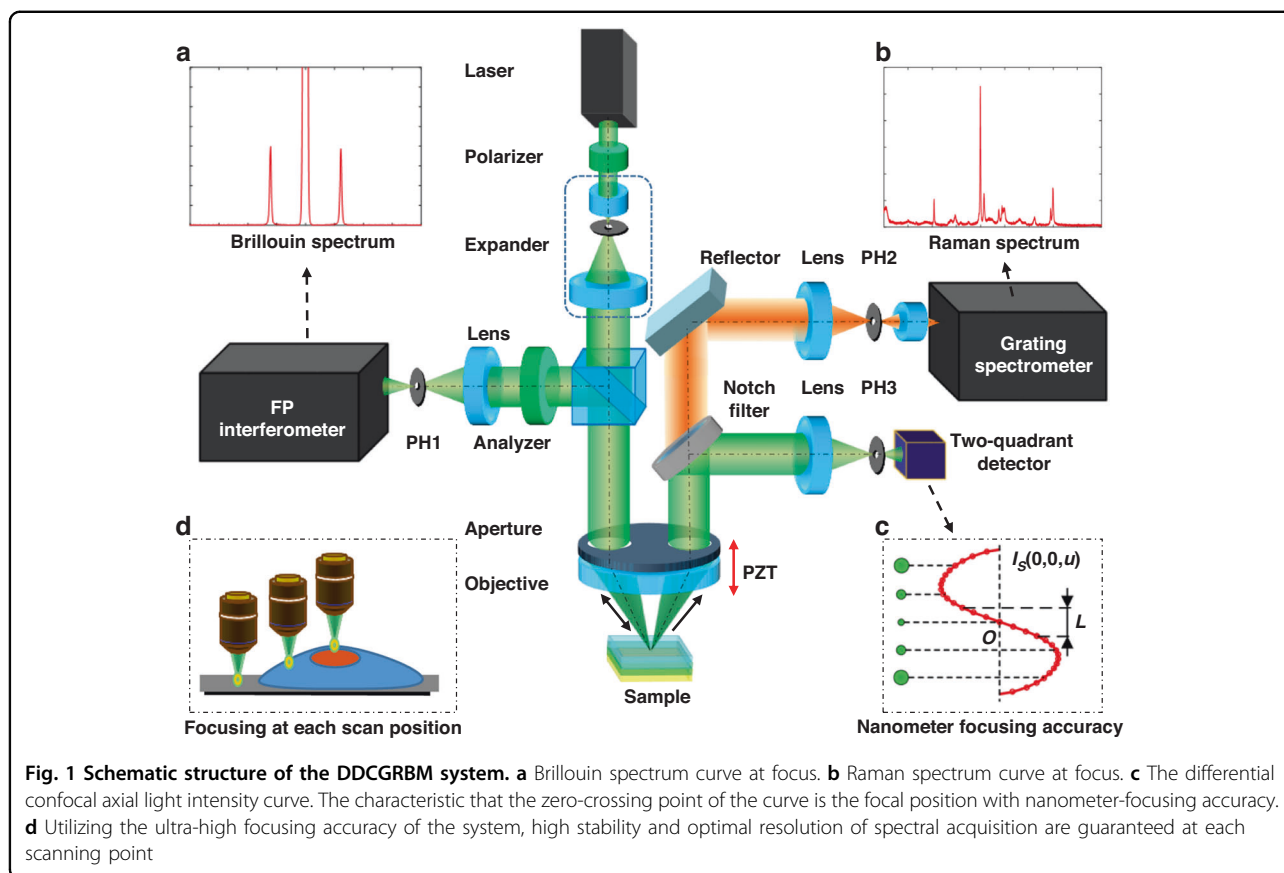 a
Brillouin spectrum
Laser
Polarizer
Expander
b
Raman spectrum
Reflector
Lens
PH2
Grating
spectrometer
Lens
FP
interferometer
PH1
Analyzer
Notch
filter
Lens
PH3
Two-quadrant
detector
d
Focusing at each scan position
Aperture
Objective
PZT
Sample
c
I_S(0,0,u)
L
O
Nanometer focusing accuracy
Fig. 1 Schematic structure of the DDCGRBM system. a Brillouin spectrum curve at focus. b Raman spectrum curve at focus. c The differential
confocal axial light intensity curve. The characteristic that the zero-crossing point of the curve is the focal position with nanometer-focusing accuracy.
d Utilizing the ultra-high focusing accuracy of the system, high stability and optimal resolution of spectral acquisition are guaranteed at each
scanning point